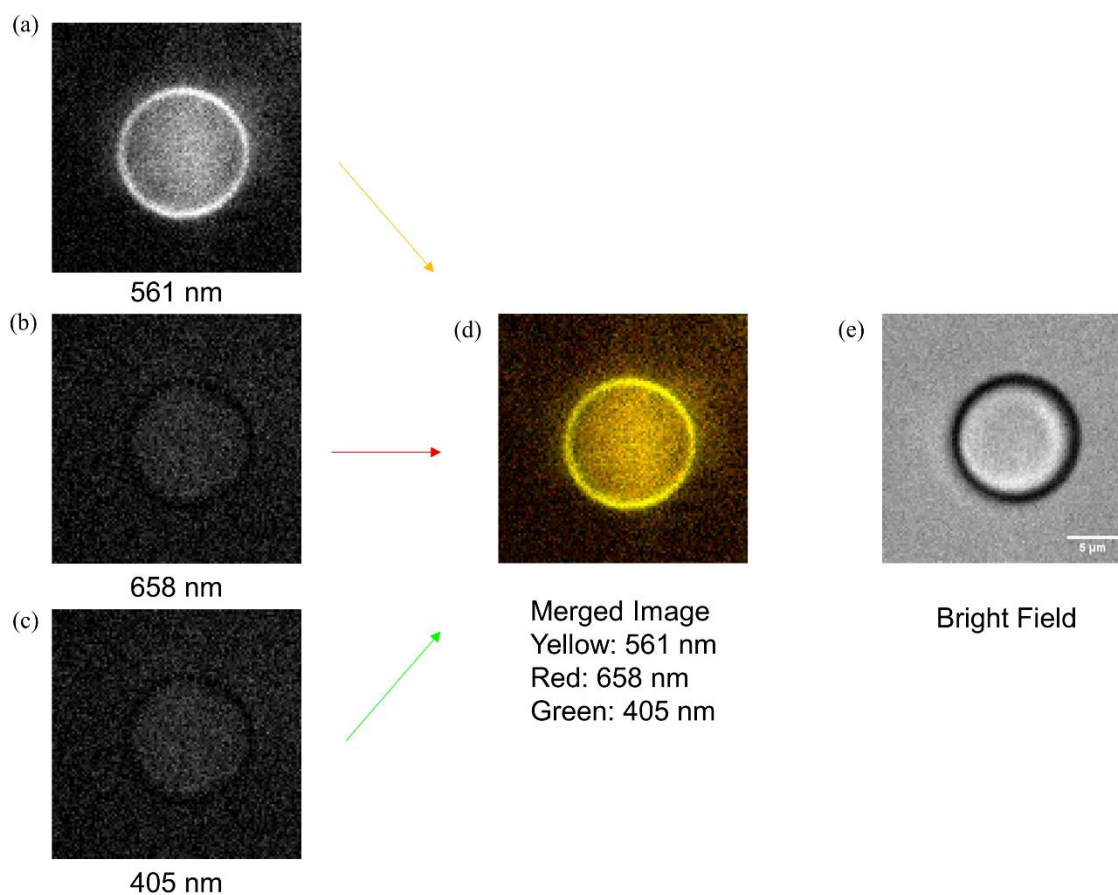 (a)
561 nm
(b)
658 nm
(c)
405 nm
(d)
Merged Image
Yellow: 561 nm
Red: 658 nm
Green: 405 nm
(e)
5 µm
Bright Field